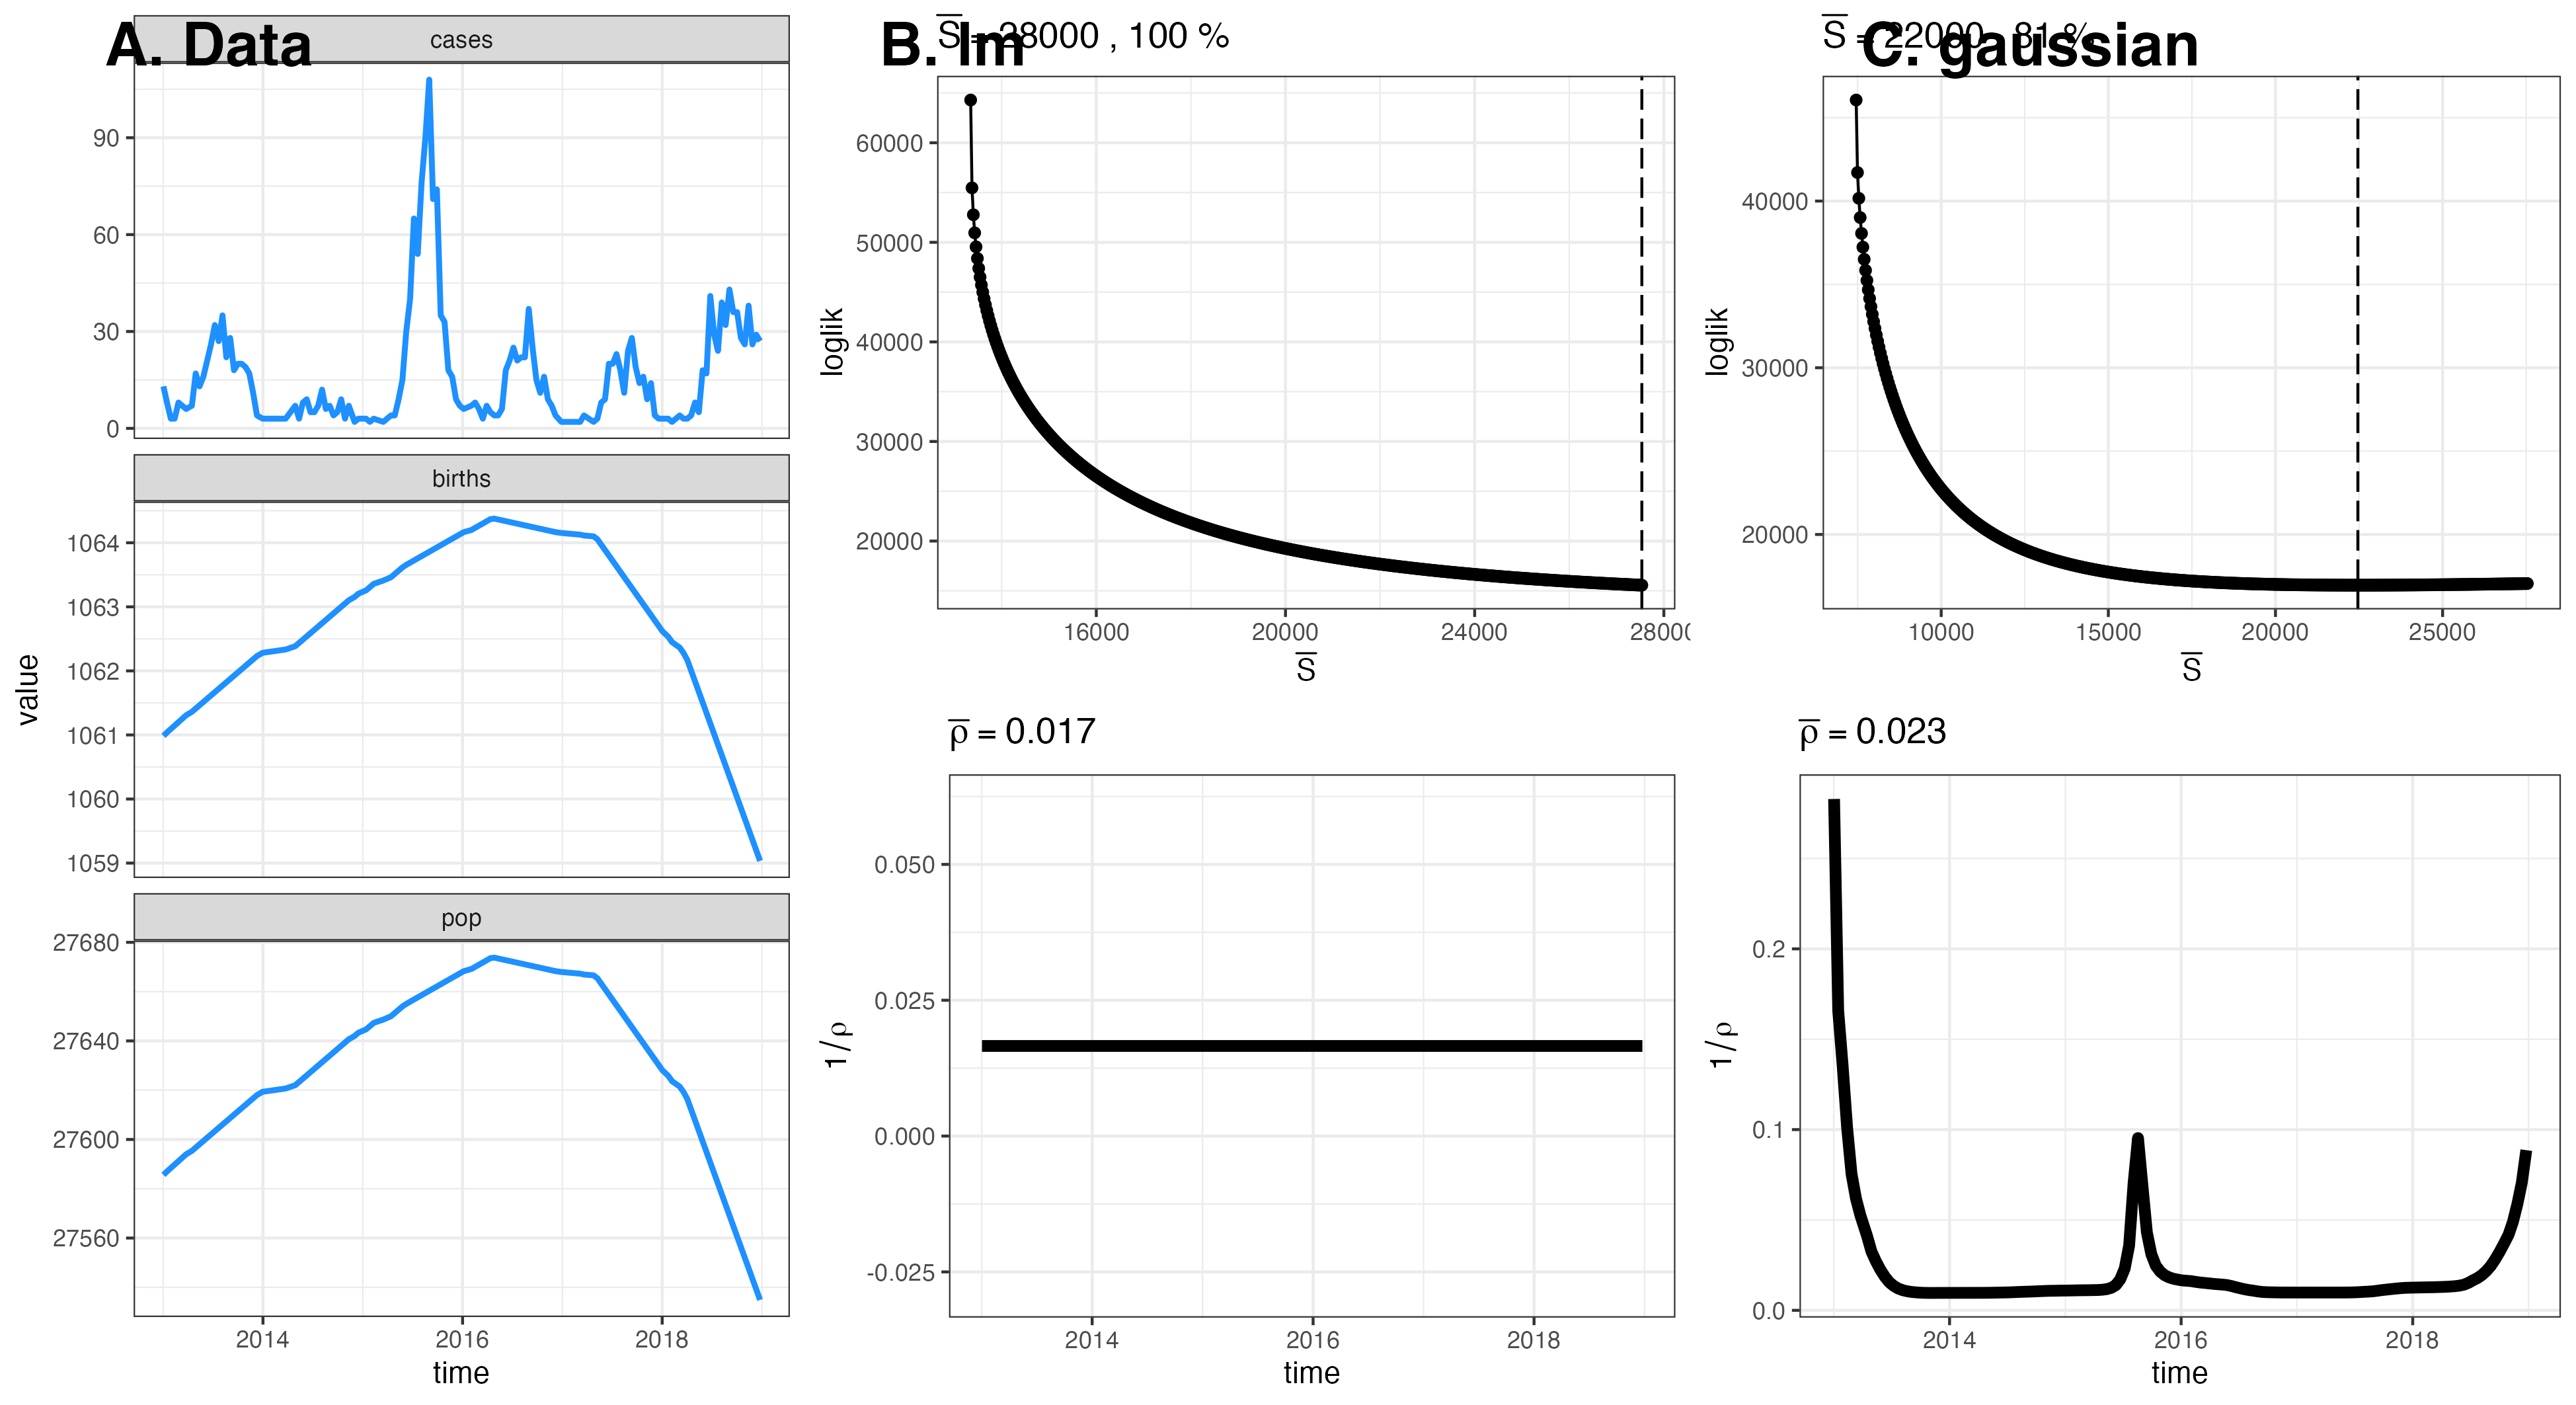 A. Data
cases
90
60
30
0
births
1064
1063
1062
1061
1060
1059
value
pop
27680
27640
27600
27560
2014 2016 2018
time
B. lm
S̅ = 28000 , 100 %
60000
50000
40000
30000
20000
loglik
16000 20000 24000 28000
S̅
ρ̅ = 0.017
0.050
0.025
0.000
-0.025
1/ρ
2014 2016 2018
time
C. gaussian
S̅ = 22000 , 81 %
40000
30000
20000
loglik
10000 15000 20000 25000
S̅
ρ̅ = 0.023
0.2
0.1
0.0
1/ρ
2014 2016 2018
time